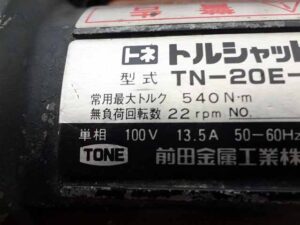 トネ トルシャット
型式 TN-20E-
常用最大トルク 540N·m
無負荷回転数 22rpm NO.
単相 100V 13.5A 50-60Hz
TONE 前田金属工業株